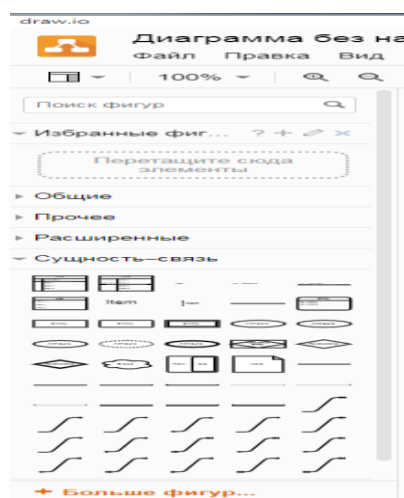 draw.io
Диаграмма без на
Файл Правка Вид
100%
Поиск фигур
Избранные фиг... ?
Перетащите сюда
элементы
Общие
Прочее
Расширенные
Сущность-связь
Item
+ Больше фигур...